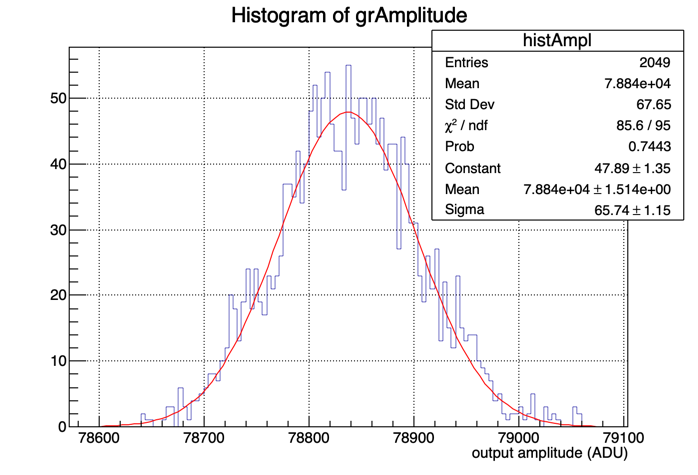 Histogram of grAmplitude
histAmpl
Entries 2049
Mean 7.884e+04
Std Dev 67.65
χ² / ndf 85.6 / 95
Prob 0.7443
Constant 47.89 ± 1.35
Mean 7.884e+04 ± 1.514e+00
Sigma 65.74 ± 1.15
50
40
30
20
10
0
78600 78700 78800 78900 79000 79100
output amplitude (ADU)